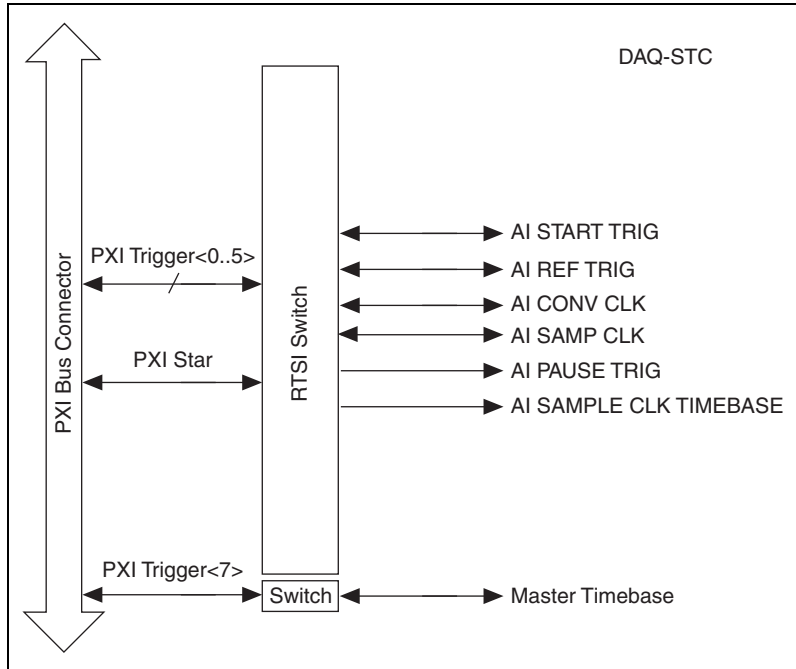 DAQ-STC
PXI Bus Connector
PXI Trigger<0..5>
PXI Star
PXI Trigger<7>
RTSI Switch
Switch
AI START TRIG
AI REF TRIG
AI CONV CLK
AI SAMP CLK
AI PAUSE TRIG
AI SAMPLE CLK TIMEBASE
Master Timebase